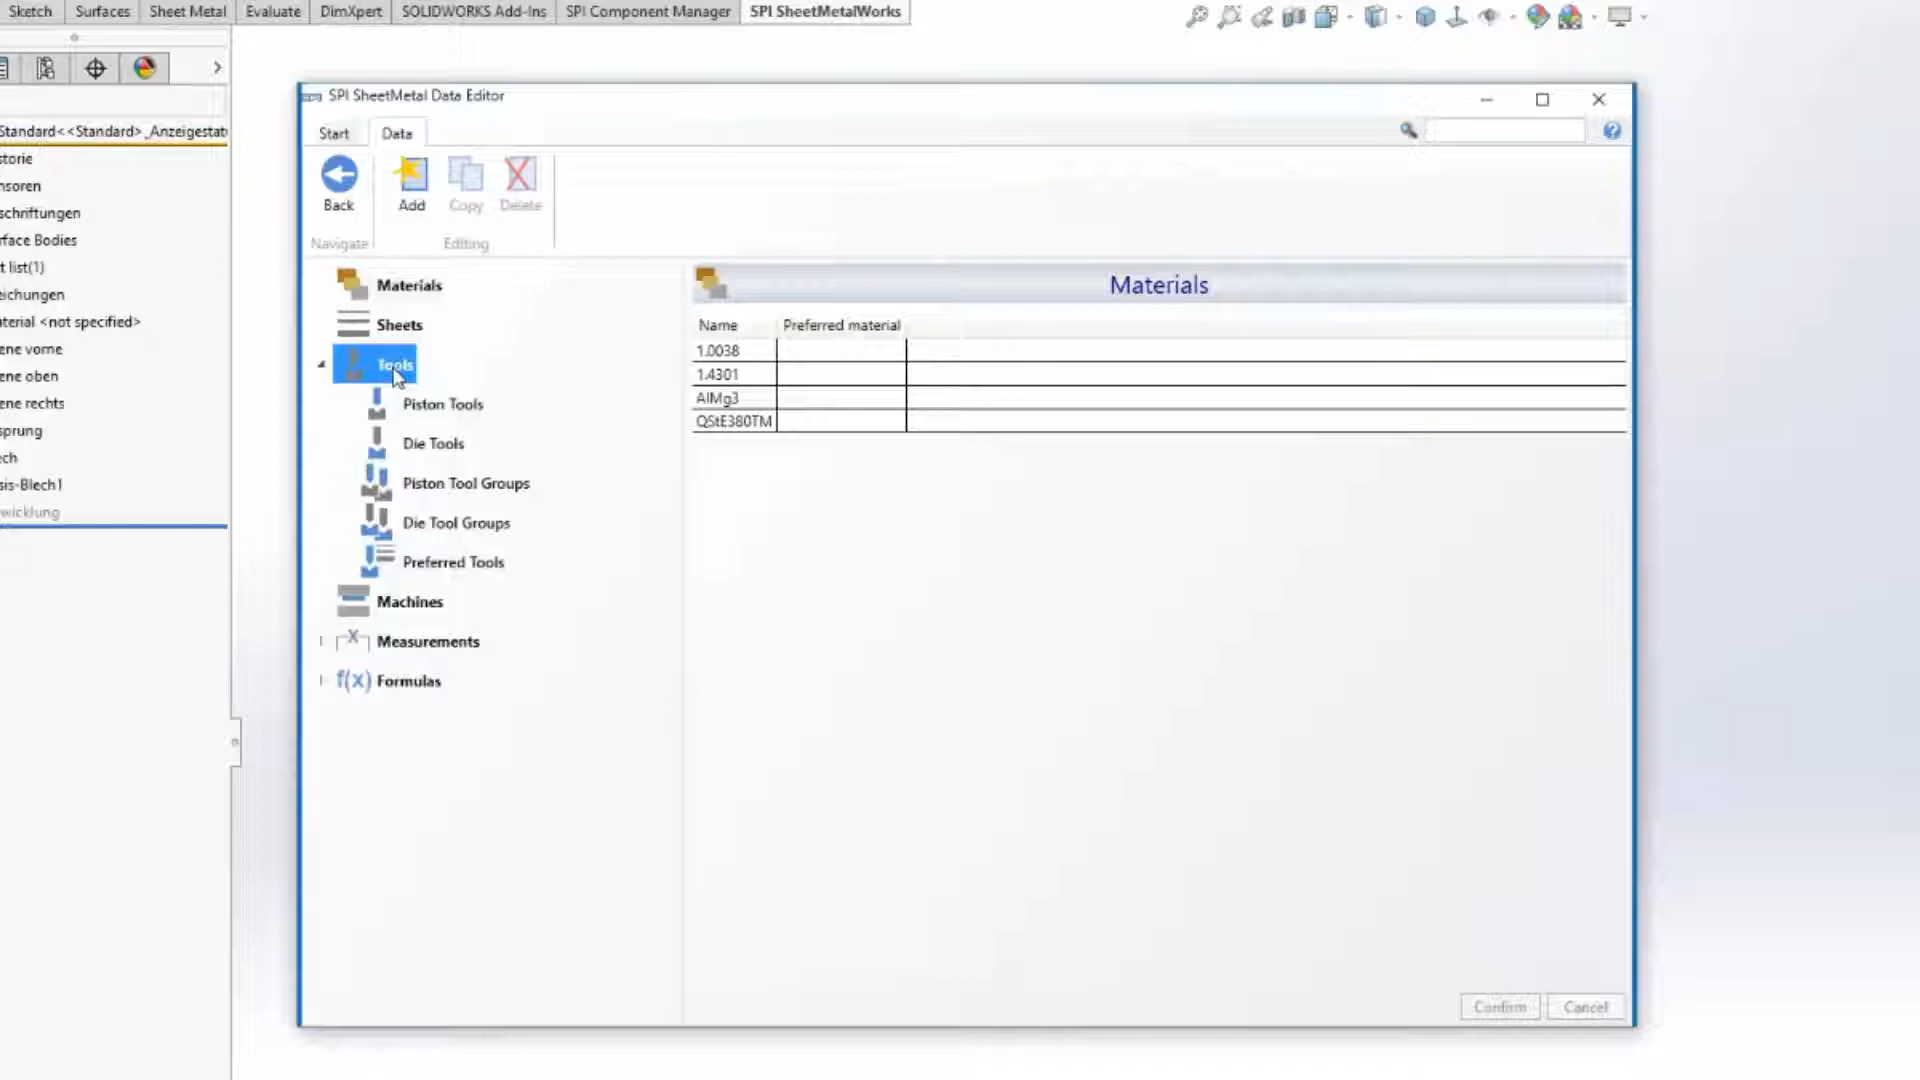 Sketch Surfaces Sheet Metal Evaluate DimXpert SOLIDWORKS Add-Ins SPI Component Manager SPI SheetMetalWorks
SPI SheetMetal Data Editor
Start Data
Back Add Copy Delete
Navigate Editing
Standard<<Standard>_Anzeigestat
storie
nsoren
schriftungen
rface Bodies
t list(1)
eichungen
aterial <not specified>
ene vorne
ene oben
ene rechts
sprung
ech
sis-Blech1
wicklung
Materials
Sheets
Tools
Piston Tools
Die Tools
Piston Tool Groups
Die Tool Groups
Preferred Tools
Machines
Measurements
f(x) Formulas
Materials
Name Preferred material
1.0038
1.4301
AlMg3
QStE380TM
Confirm Cancel